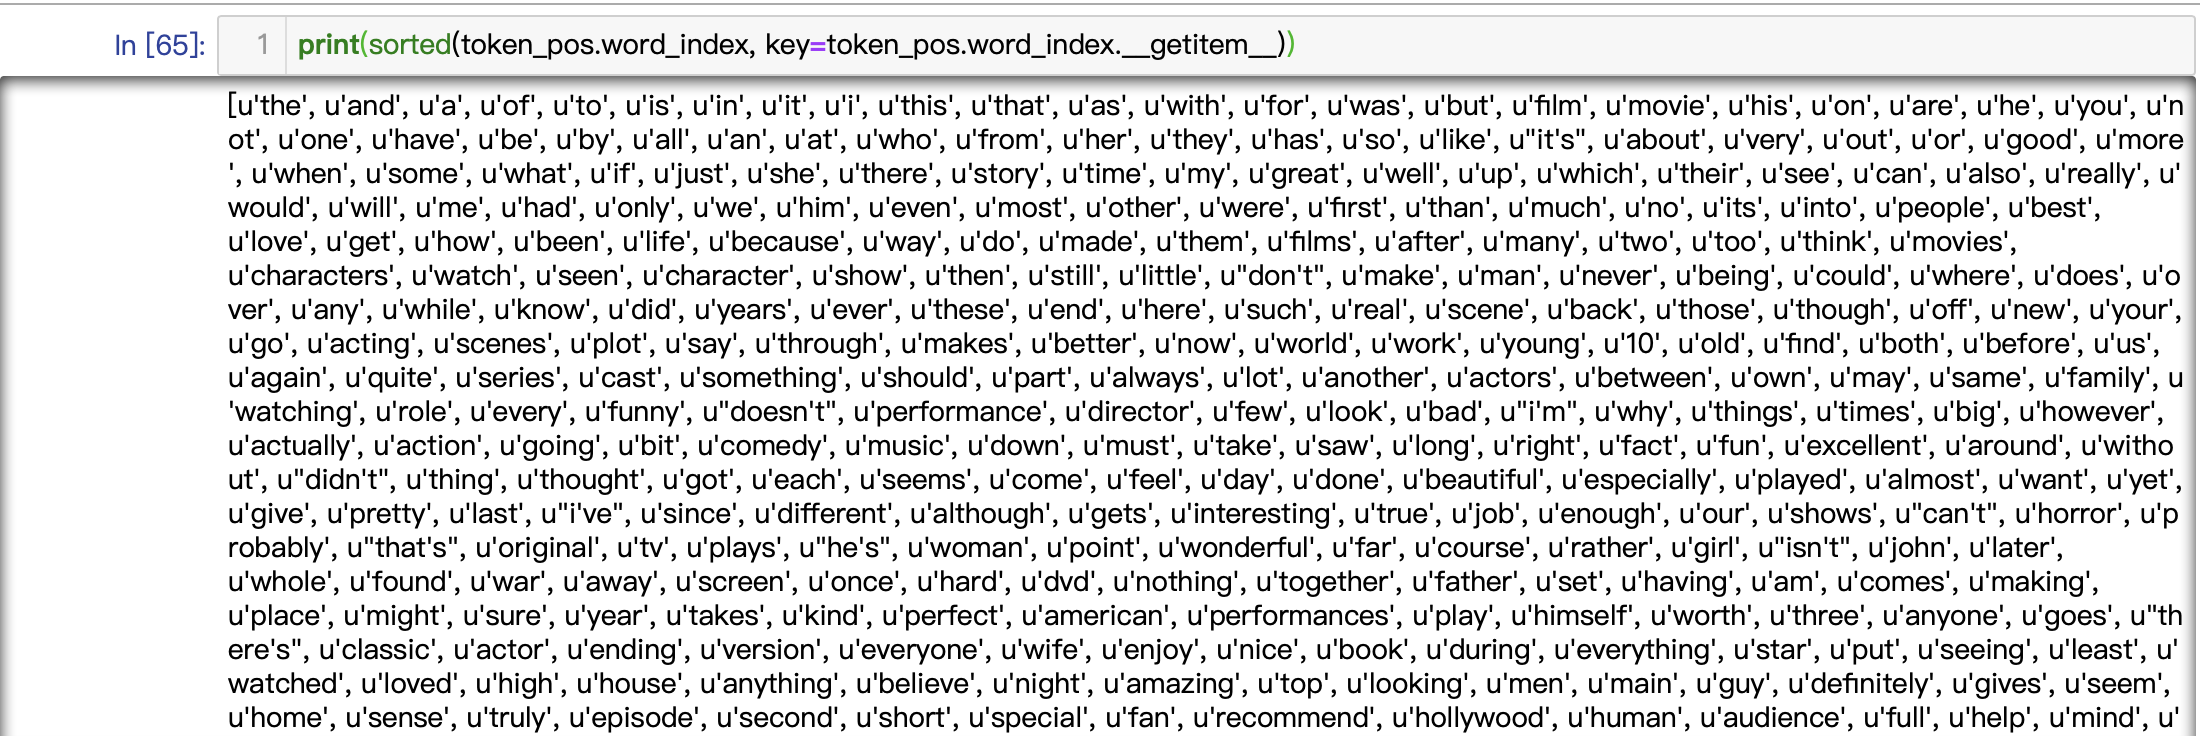 In [65]: 1 print(sorted(token_pos.word_index, key=token_pos.word_index.__getitem__))
[u'the', u'and', u'a', u'of', u'to', u'is', u'in', u'it', u'i', u'this', u'that', u'as', u'with', u'for', u'was', u'but', u'film', u'movie', u'his', u'on', u'are', u'he', u'you', u'n
ot', u'one', u'have', u'be', u'by', u'all', u'an', u'at', u'who', u'from', u'her', u'they', u'has', u'so', u'like', u"it's", u'about', u'very', u'out', u'or', u'good', u'more
', u'when', u'some', u'what', u'if', u'just', u'she', u'there', u'story', u'time', u'my', u'great', u'well', u'up', u'which', u'their', u'see', u'can', u'also', u'really', u'
would', u'will', u'me', u'had', u'only', u'we', u'him', u'even', u'most', u'other', u'were', u'first', u'than', u'much', u'no', u'its', u'into', u'people', u'best',
u'love', u'get', u'how', u'been', u'life', u'because', u'way', u'do', u'made', u'them', u'films', u'after', u'many', u'two', u'too', u'think', u'movies',
u'characters', u'watch', u'seen', u'character', u'show', u'then', u'still', u'little', u"don't", u'make', u'man', u'never', u'being', u'could', u'where', u'does', u'o
ver', u'any', u'while', u'know', u'did', u'years', u'ever', u'these', u'end', u'here', u'such', u'real', u'scene', u'back', u'those', u'though', u'off', u'new', u'your',
u'go', u'acting', u'scenes', u'plot', u'say', u'through', u'makes', u'better', u'now', u'world', u'work', u'young', u'10', u'old', u'find', u'both', u'before', u'us',
u'again', u'quite', u'series', u'cast', u'something', u'should', u'part', u'always', u'lot', u'another', u'actors', u'between', u'own', u'may', u'same', u'family', u
'watching', u'role', u'every', u'funny', u"doesn't", u'performance', u'director', u'few', u'look', u'bad', u"i'm", u'why', u'things', u'times', u'big', u'however',
u'actually', u'action', u'going', u'bit', u'comedy', u'music', u'down', u'must', u'take', u'saw', u'long', u'right', u'fact', u'fun', u'excellent', u'around', u'witho
ut', u"didn't", u'thing', u'thought', u'got', u'each', u'seems', u'come', u'feel', u'day', u'done', u'beautiful', u'especially', u'played', u'almost', u'want', u'yet',
u'give', u'pretty', u'last', u"i've", u'since', u'different', u'although', u'gets', u'interesting', u'true', u'job', u'enough', u'our', u'shows', u"can't", u'horror', u'p
robably', u"that's", u'original', u'tv', u'plays', u"he's", u'woman', u'point', u'wonderful', u'far', u'course', u'rather', u'girl', u"isn't", u'john', u'later',
u'whole', u'found', u'war', u'away', u'screen', u'once', u'hard', u'dvd', u'nothing', u'together', u'father', u'set', u'having', u'am', u'comes', u'making',
u'place', u'might', u'sure', u'year', u'takes', u'kind', u'perfect', u'american', u'performances', u'play', u'himself', u'worth', u'three', u'anyone', u'goes', u"th
ere's", u'classic', u'actor', u'ending', u'version', u'everyone', u'wife', u'enjoy', u'nice', u'book', u'during', u'everything', u'star', u'put', u'seeing', u'least', u'
watched', u'loved', u'high', u'house', u'anything', u'believe', u'night', u'amazing', u'top', u'looking', u'men', u'main', u'guy', u'definitely', u'gives', u'seem',
u'home', u'sense', u'truly', u'episode', u'second', u'short', u'special', u'fan', u'recommend', u'hollywood', u'human', u'audience', u'full', u'help', u'mind', u'